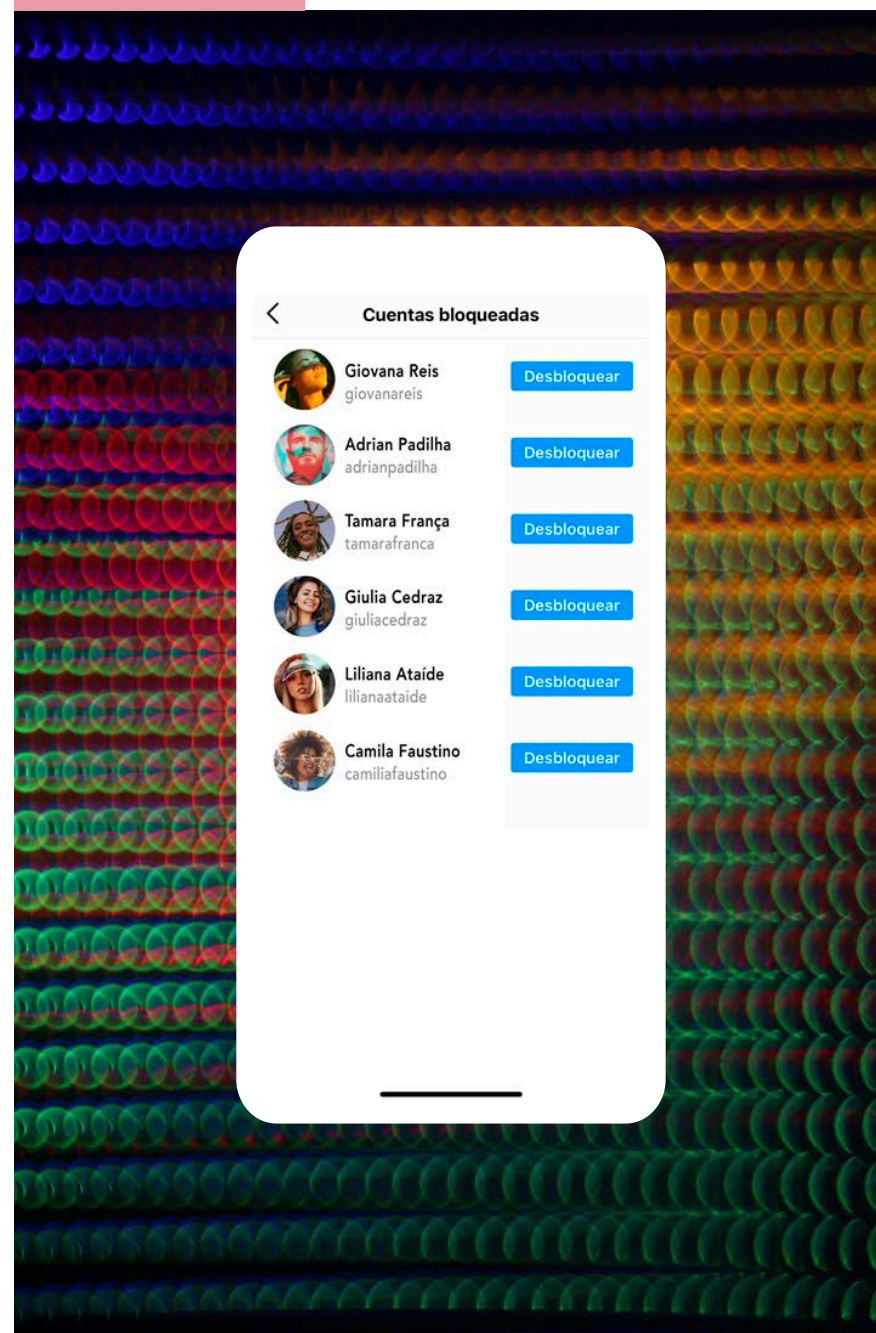 Cuentas bloqueadas
Giovana Reis
giovanareis
Desbloquear
Adrian Padilha
adrianpadilha
Desbloquear
Tamara França
tamarafranca
Desbloquear
Giulia Cedraz
giuliacedraz
Desbloquear
Liliana Ataíde
lilianaataide
Desbloquear
Camila Faustino
camiliafaustino
Desbloquear